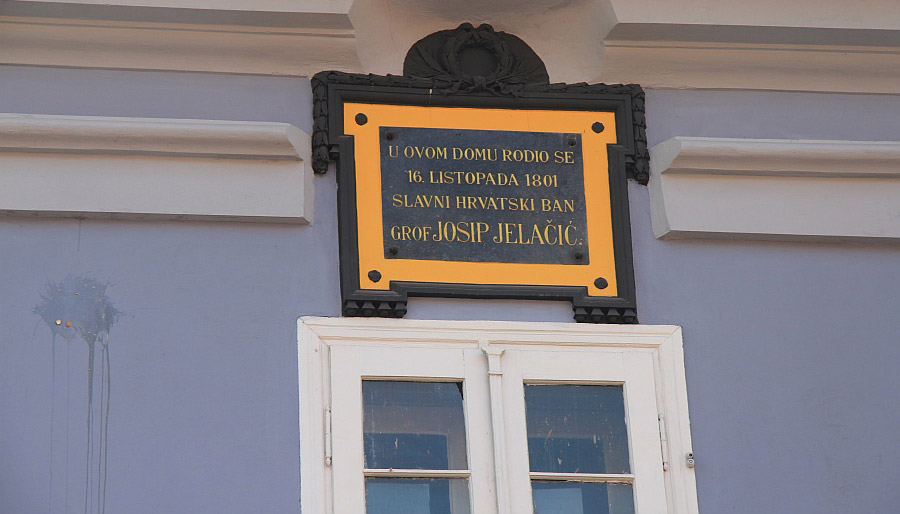 U OVOM DOMU RODIO SE
16. LISTOPADA 1801
SLAVNI HRVATSKI BAN
GROF JOSIP JELAČIĆ.